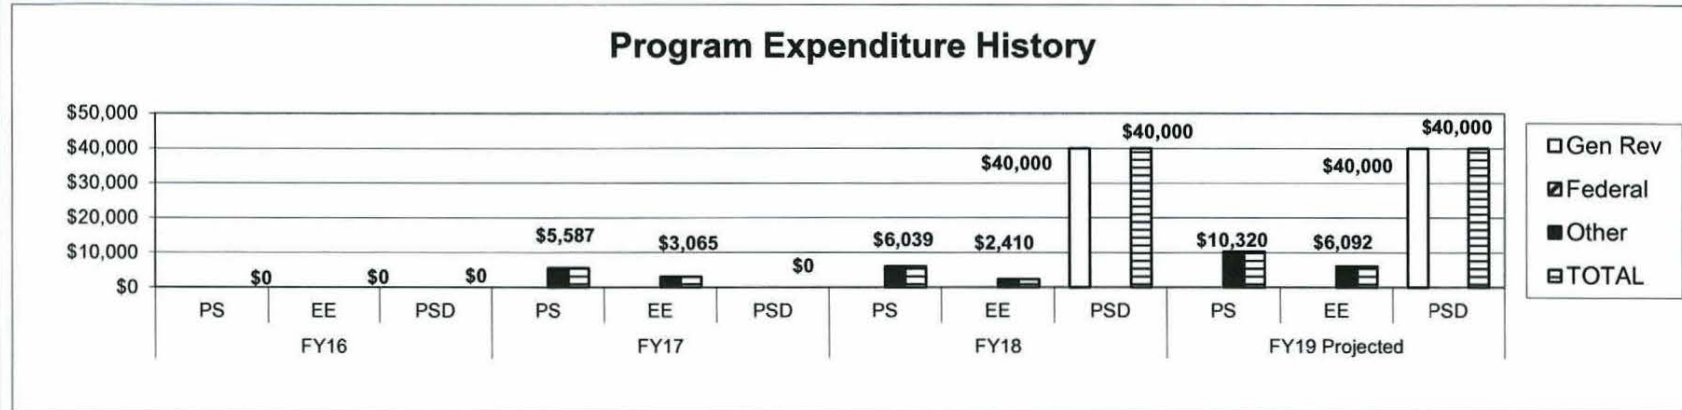 Program Expenditure History
$50,000
$40,000
$30,000
$20,000
$10,000
$0
$0 $0 $0 $5,587 $3,065 $0 $6,039 $2,410 $40,000 $40,000 $10,320 $6,092 $40,000 $40,000
PS EE PSD PS EE PSD PS EE PSD PS EE PSD
FY16 FY17 FY18 FY19 Projected
Gen Rev
Federal
Other
TOTAL